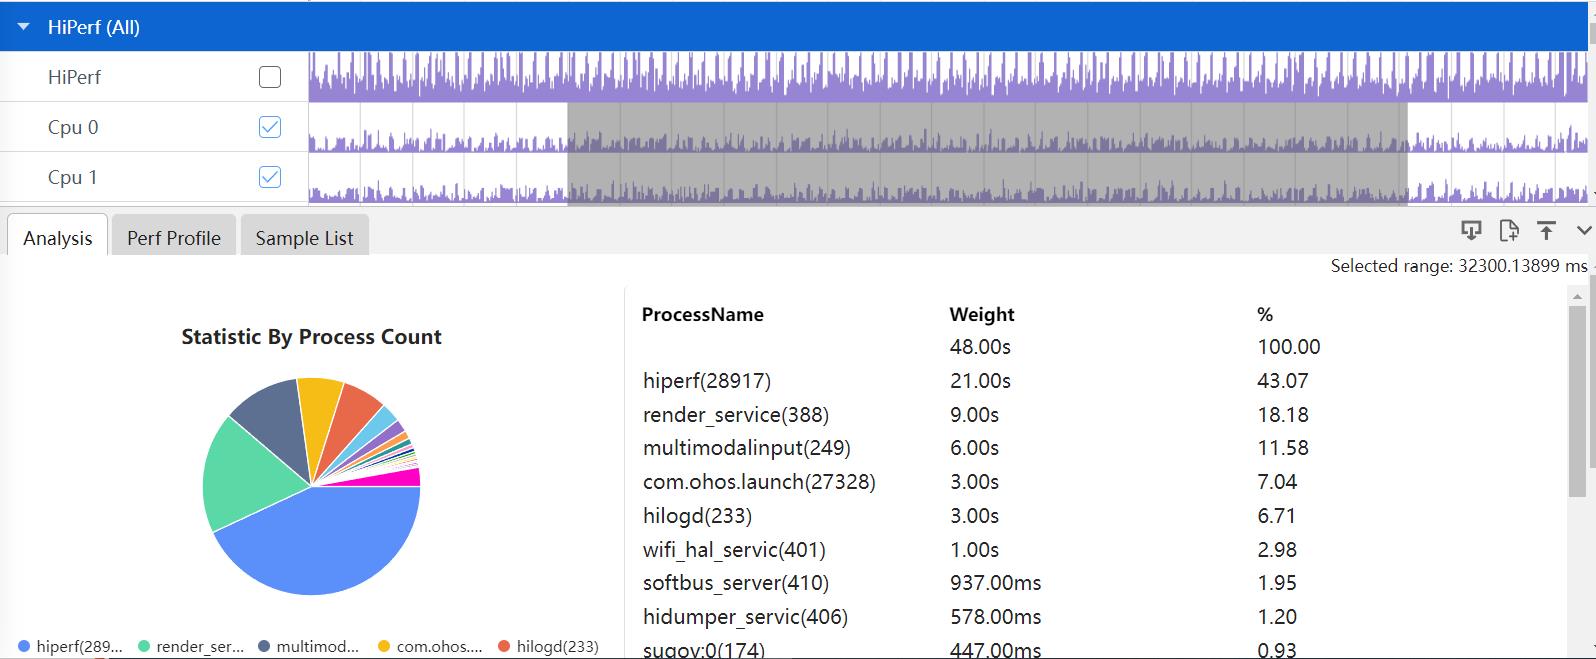 HiPerf (All)
HiPerf
Cpu 0
Cpu 1
Analysis Perf Profile Sample List
Selected range: 32300.13899 ms
Statistic By Process Count
hiperf(289... render_ser... multimod... com.ohos.... hilogd(233)
ProcessName Weight %
48.00s 100.00
hiperf(28917) 21.00s 43.07
render_service(388) 9.00s 18.18
multimodalinput(249) 6.00s 11.58
com.ohos.launch(27328) 3.00s 7.04
hilogd(233) 3.00s 6.71
wifi_hal_servic(401) 1.00s 2.98
softbus_server(410) 937.00ms 1.95
hidumper_servic(406) 578.00ms 1.20
sugov:0(174) 447.00ms 0.93